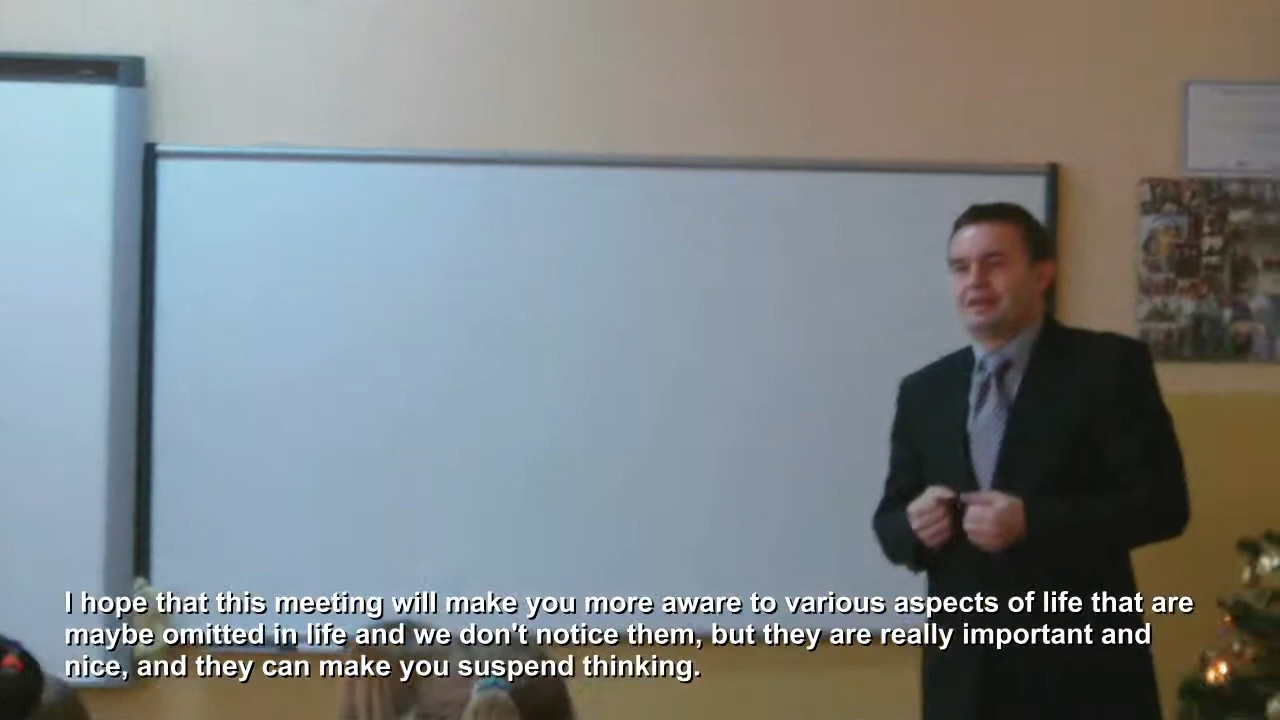 I hope that this meeting will make you more aware to various aspects of life that are
maybe omitted in life and we don't notice them, but they are really important and
nice, and they can make you suspend thinking.